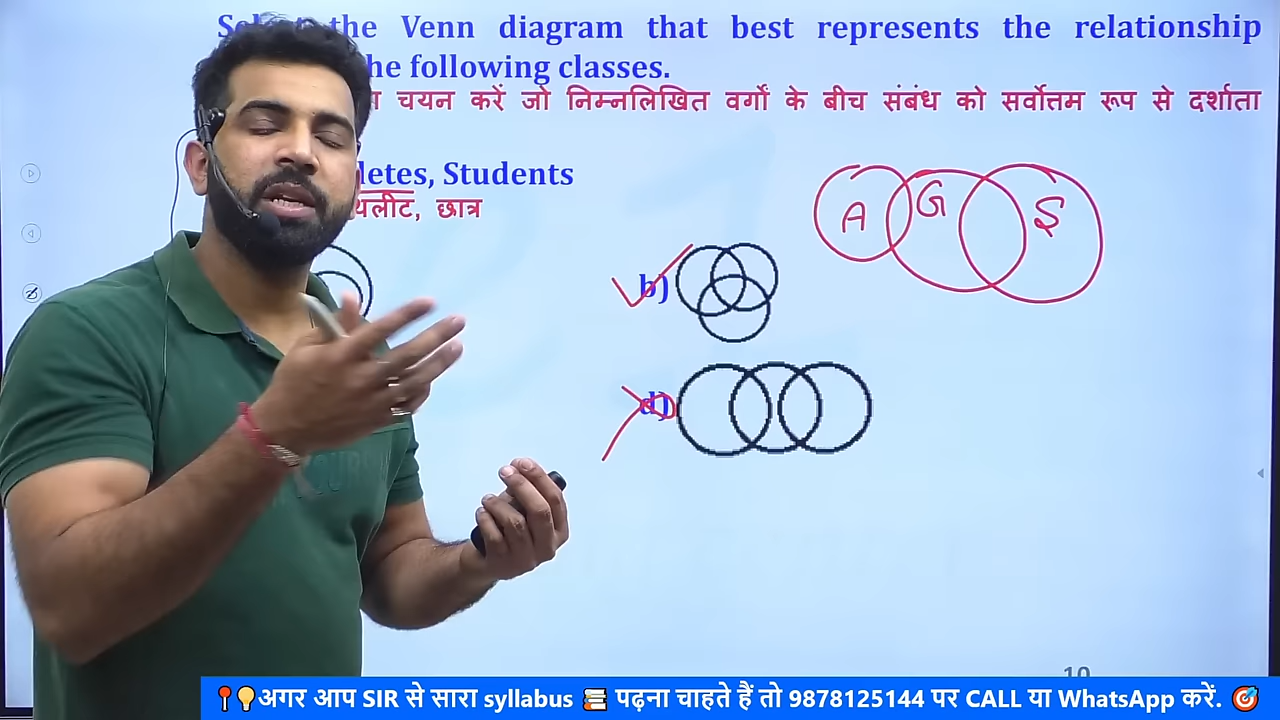 the Venn diagram that best represents the relationship
he following classes.
चयन करें जो निम्नलिखित वर्गों के बीच संबंध को सर्वोत्तम रूप से दर्शाता
letes, Students
थलीट, छात्र
A G S
b)
d)
10
अगर आप SIR से सारा syllabus 📚 पढ़ना चाहते हैं तो 9878125144 पर CALL या WhatsApp करें. 🎯